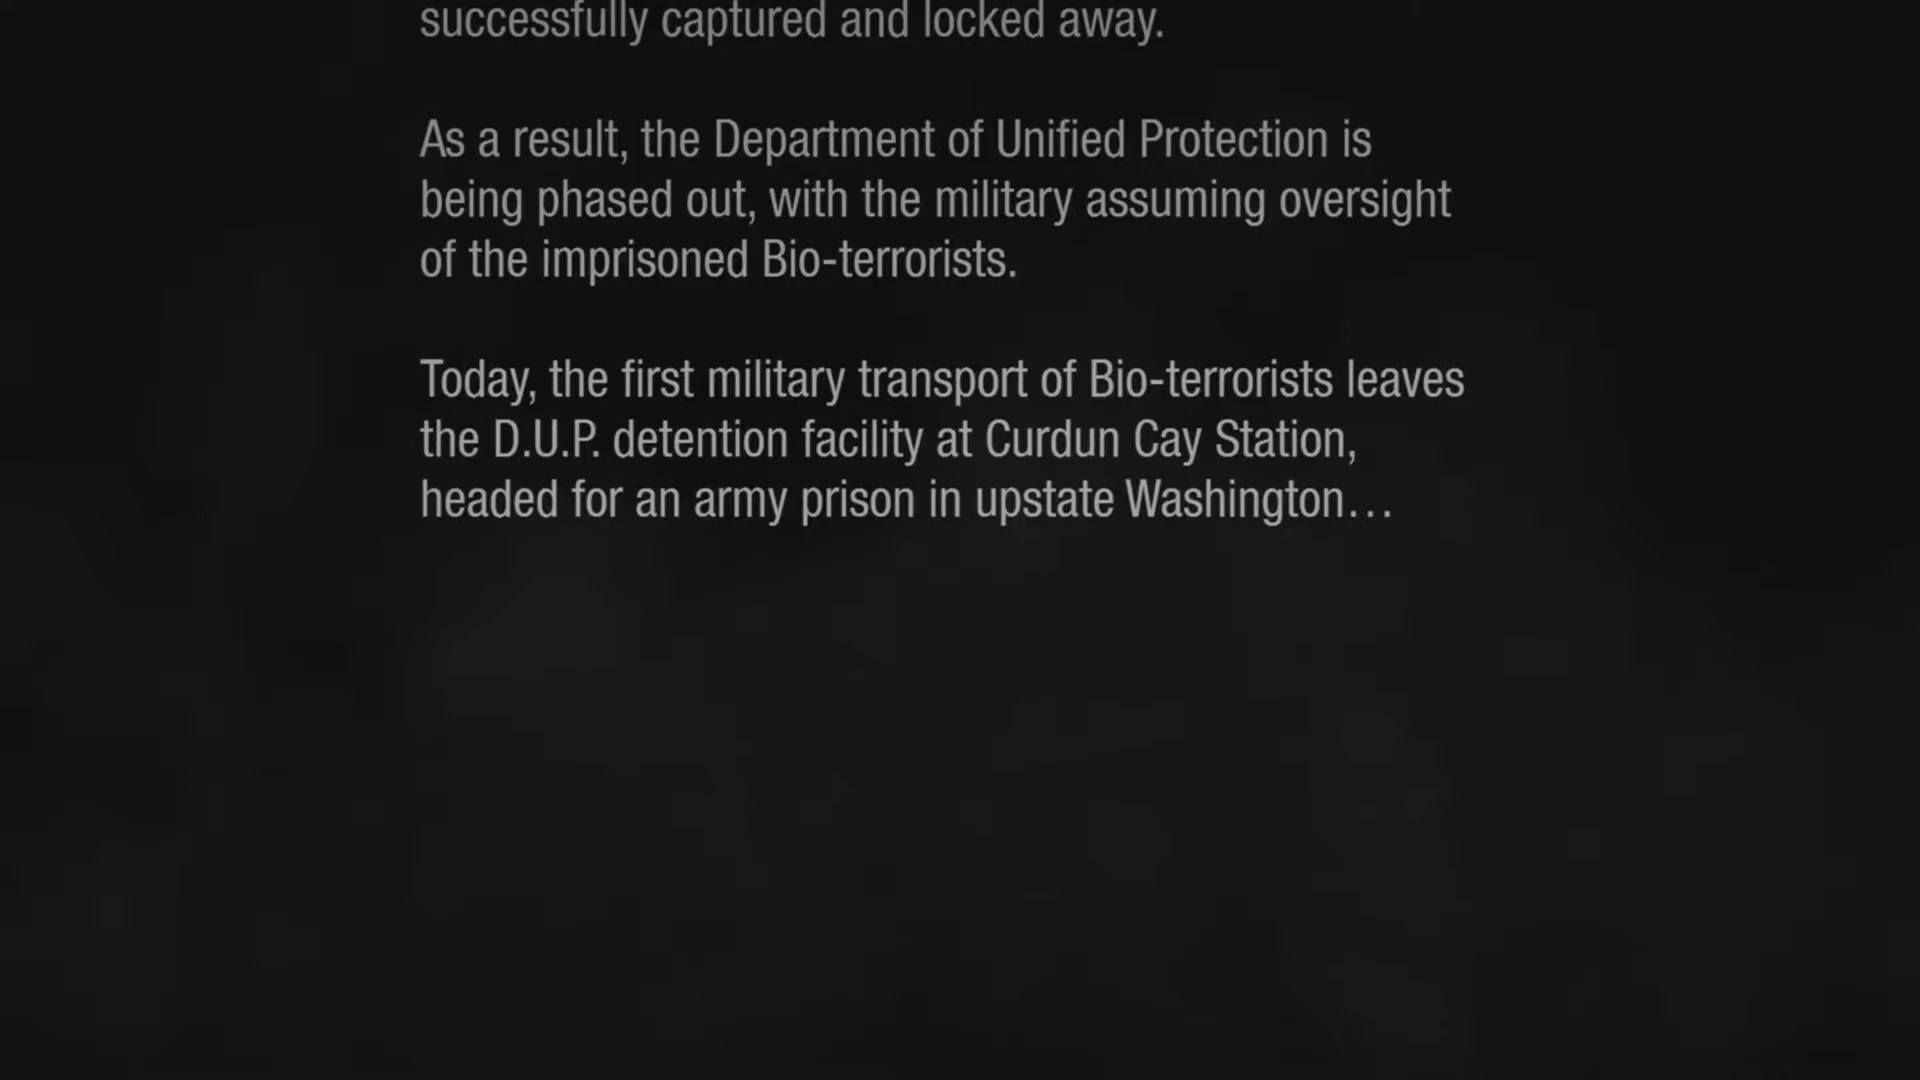 successfully captured and locked away.
As a result, the Department of Unified Protection is
being phased out, with the military assuming oversight
of the imprisoned Bio-terrorists.
Today, the first military transport of Bio-terrorists leaves
the D.U.P. detention facility at Curdun Cay Station,
headed for an army prison in upstate Washington…